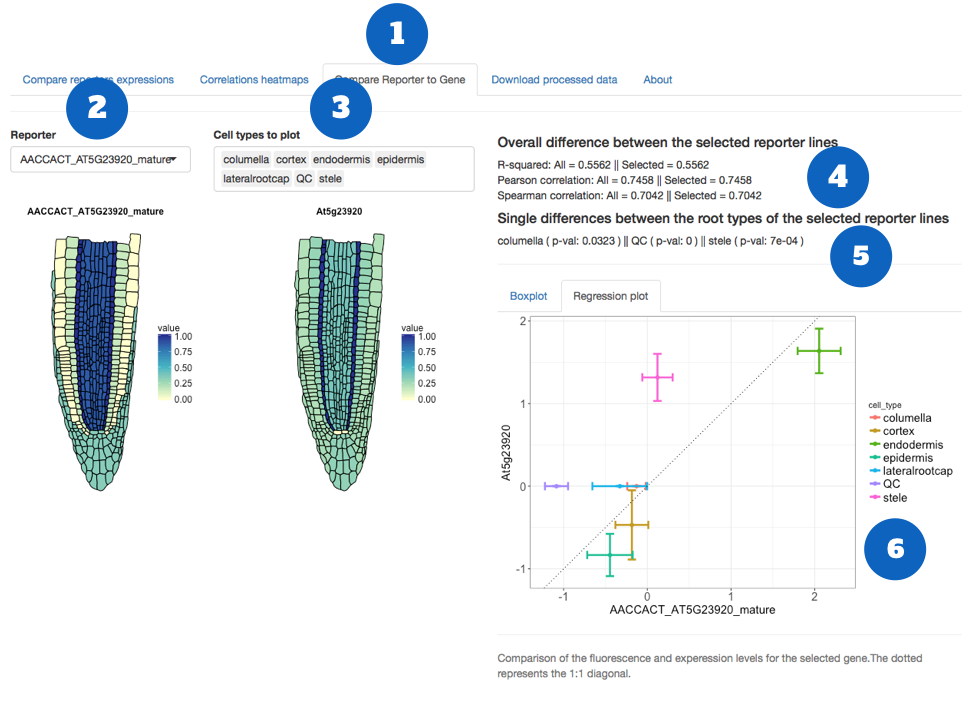 1
Compare reporters expressions Correlations heatmaps Compare Reporter to Gene Download processed data About
2
3
Reporter
AACCACT_AT5G23920_mature
Cell types to plot
columella cortex endodermis epidermis
lateralrootcap QC stele
AACCACT_AT5G23920_mature
value
1.00
0.75
0.50
0.25
0.00
At5g23920
value
1.00
0.75
0.50
0.25
0.00
Overall difference between the selected reporter lines
R-squared: All = 0.5562 || Selected = 0.5562
Pearson correlation: All = 0.7458 || Selected = 0.7458
Spearman correlation: All = 0.7042 || Selected = 0.7042
4
Single differences between the root types of the selected reporter lines
columella ( p-val: 0.0323 ) || QC ( p-val: 0 ) || stele ( p-val: 7e-04 )
5
Boxplot Regression plot
2
1
0
-1
At5g23920
-1 0 1 2
AACCACT_AT5G23920_mature
cell_type
columella
cortex
endodermis
epidermis
lateralrootcap
QC
stele
6
Comparison of the fluorescence and experession levels for the selected gene.The dotted
represents the 1:1 diagonal.